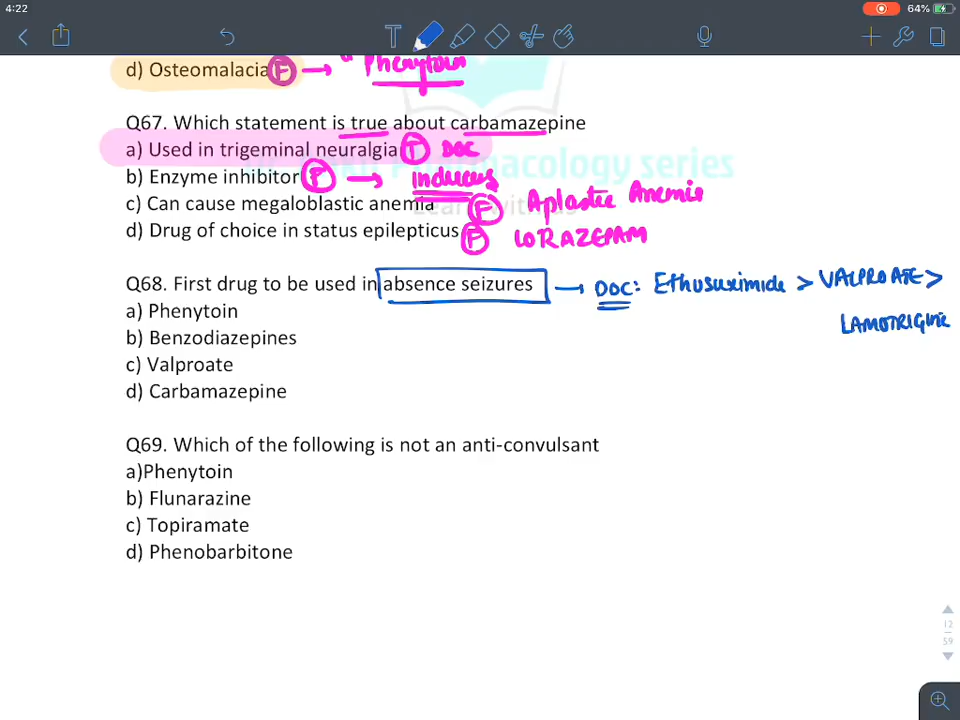 4:22
64%
T
d) Osteomalacia F → " Phenytoin
Q67. Which statement is true about carbamazepine
a) Used in trigeminal neuralgia T DOC
b) Enzyme inhibitor F → Inducers
c) Can cause megaloblastic anemia F Aplastic Anemia
d) Drug of choice in status epilepticus F LORAZEPAM
Q68. First drug to be used in absence seizures → DOC: Ethusuximide > VALPROATE >
a) Phenytoin LAMOTRIGINE
b) Benzodiazepines
c) Valproate
d) Carbamazepine
Q69. Which of the following is not an anti-convulsant
a)Phenytoin
b) Flunarazine
c) Topiramate
d) Phenobarbitone
12
59